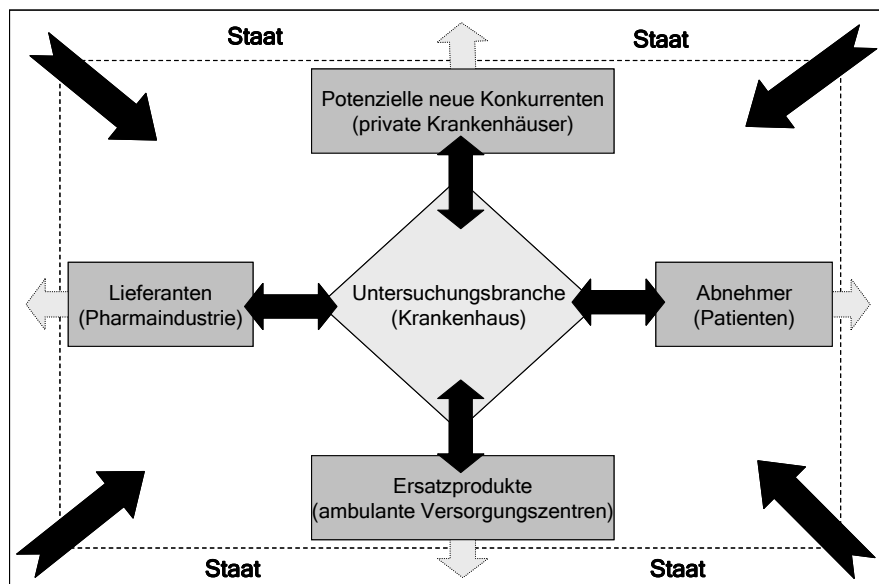 Staat Staat
Potenzielle neue Konkurrenten
(private Krankenhäuser)
Lieferanten
(Pharmaindustrie)
Untersuchungsbranche
(Krankenhaus)
Abnehmer
(Patienten)
Ersatzprodukte
(ambulante Versorgungszentren)
Staat Staat